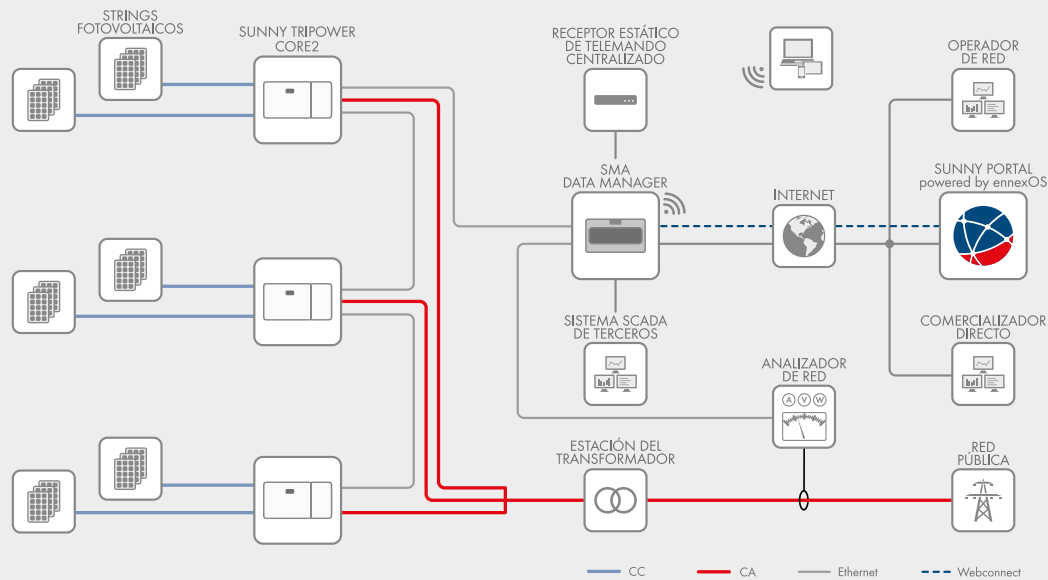 STRINGS
FOTOVOLTAICOS
SUNNY TRIPOWER
CORE2
RECEPTOR ESTÁTICO
DE TELEMANDO
CENTRALIZADO
OPERADOR
DE RED
SMA
DATA MANAGER
INTERNET
SUNNY PORTAL
powered by ennexOS
SISTEMA SCADA
DE TERCEROS
COMERCIALIZADOR
DIRECTO
ANALIZADOR
DE RED
A V W
ESTACIÓN DEL
TRANSFORMADOR
RED
PÚBLICA
CC
CA
Ethernet
Webconnect